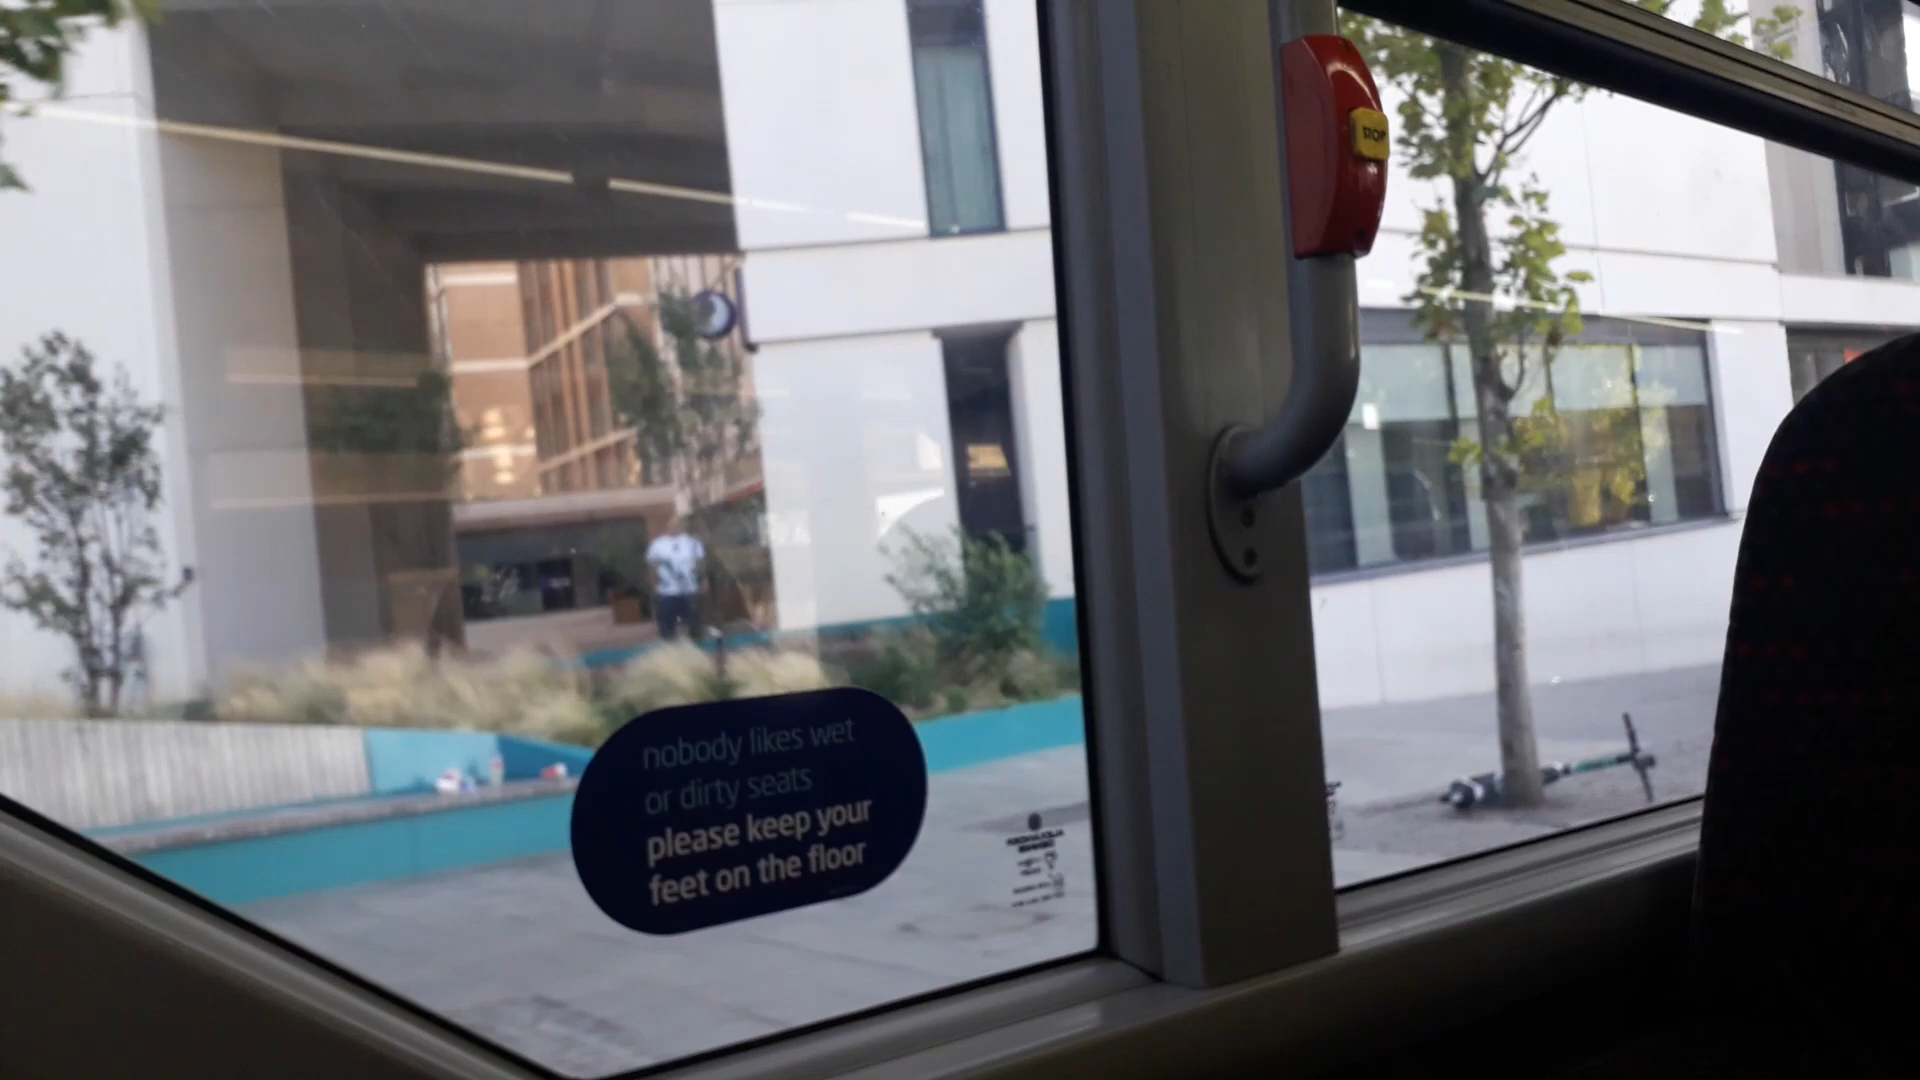 STOP
nobody likes wet
or dirty seats
please keep your
feet on the floor